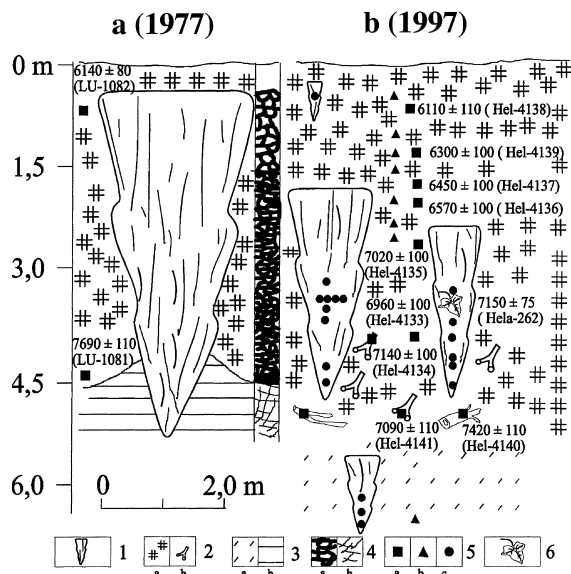 a (1977)
b (1997)
0 m
1,5
3,0
4,5
6,0
6140 ± 80
(LU-1082)
7690 ± 110
(LU-1081)
0
2,0 m
6110 ± 110 ( Hel-4138)
6300 ± 100 ( Hel-4139)
6450 ± 100 (Hel-4137)
6570 ± 100 ( Hel-4136)
7020 ± 100
(Hel-4135)
6960 ± 100
(Hel-4133)
7150 ± 75
(Hela-262)
7140 ± 100
(Hel-4134)
7090 ± 110
(Hel-4141)
7420 ± 110
(Hel-4140)
1
2
3
4
5
6
a b a b a b a b c